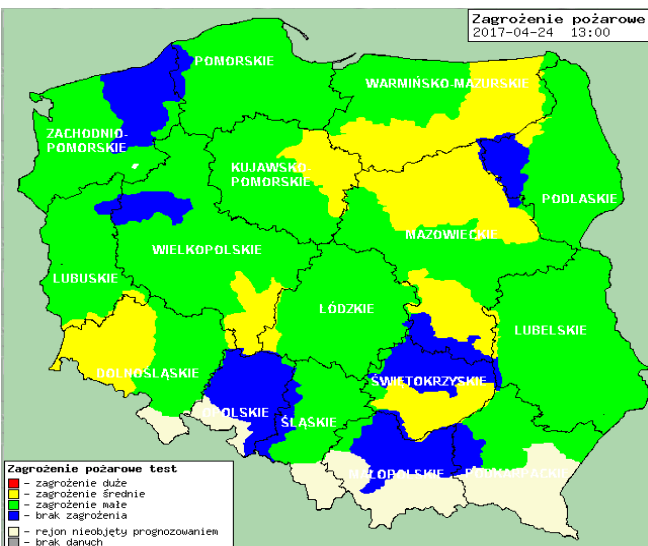 Zagrożenie pożarowe
2017-04-24 13:00
POMORSKIE
WARMIŃSKO-MAZURSKIE
ZACHODNIO-
POMORSKIE
KUJAWSKO
POMORSKIE
PODLASKIE
MAZOWIECKIE
WIELKOPOLSKIE
LUBUSKIE
ŁÓDZKIE
LUBELSKIE
DOLNOŚLĄSKIE
ŚWIĘTOKRZYSKIE
OPOLSKIE
ŚLĄSKIE
MAŁOPOLSKIE
PODKARPACKIE
Zagrożenie pożarowe test
- zagrożenie duże
- zagrożenie średnie
- zagrożenie małe
- brak zagrożenia
- rejon nieobjęty prognozowaniem
- brak danych